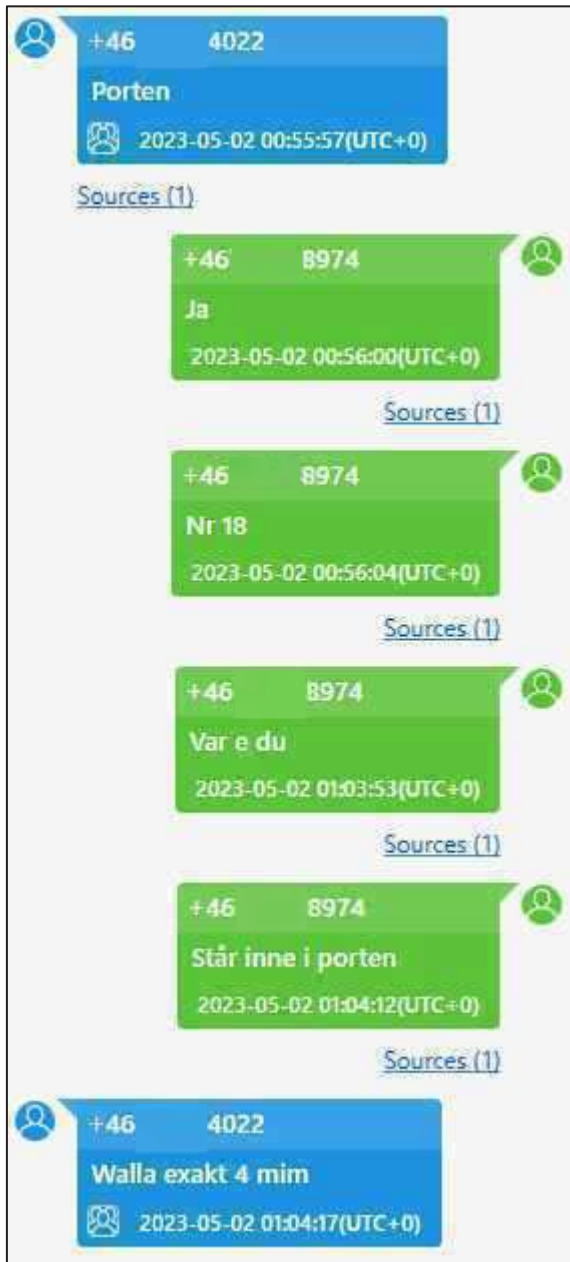 +46 4022
Porten
2023-05-02 00:55:57(UTC+0)
Sources (1)
+46 8974
Ja
2023-05-02 00:56:00(UTC+0)
Sources (1)
+46 8974
Nr 18
2023-05-02 00:56:04(UTC+0)
Sources (1)
+46 8974
Var e du
2023-05-02 01:03:53(UTC+0)
Sources (1)
+46 8974
Står inne i porten
2023-05-02 01:04:12(UTC+0)
Sources (1)
+46 4022
Walla exakt 4 mim
2023-05-02 01:04:17(UTC+0)